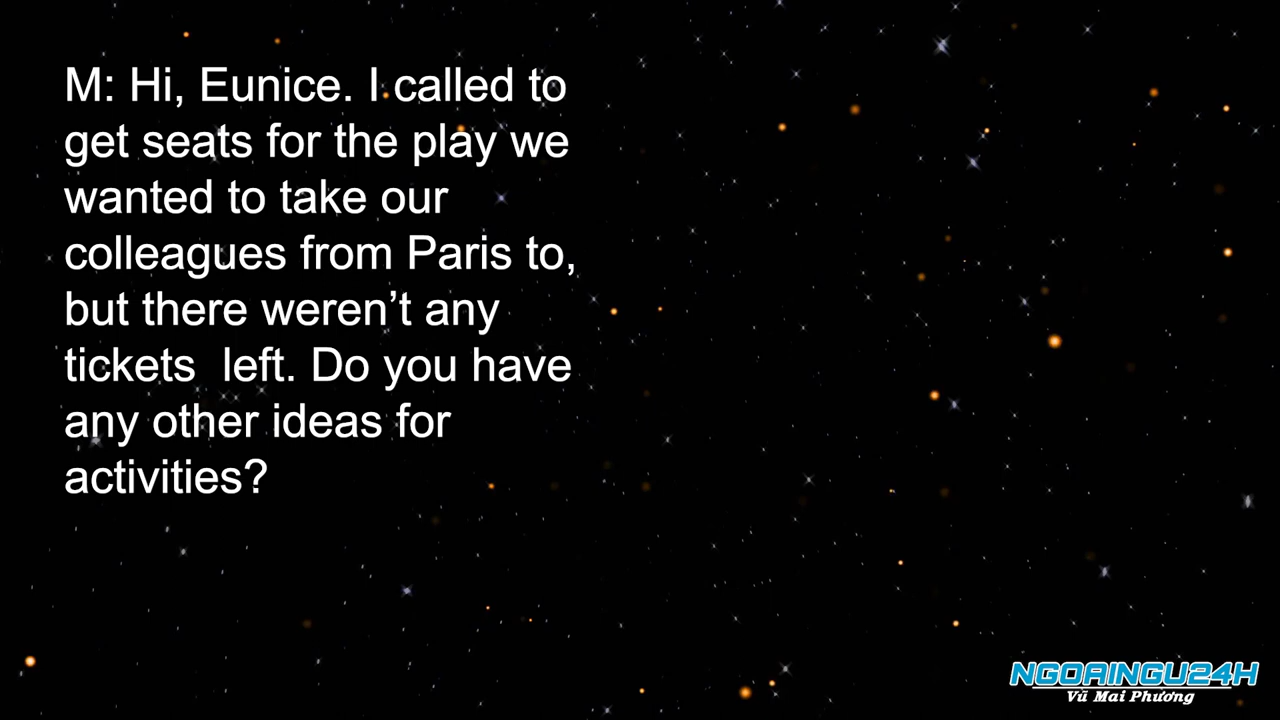 M: Hi, Eunice. I called to
get seats for the play we
wanted to take our
colleagues from Paris to,
but there weren’t any
tickets  left. Do you have
any other ideas for
activities?
NGOAINGU24H
Vũ Mai Phương